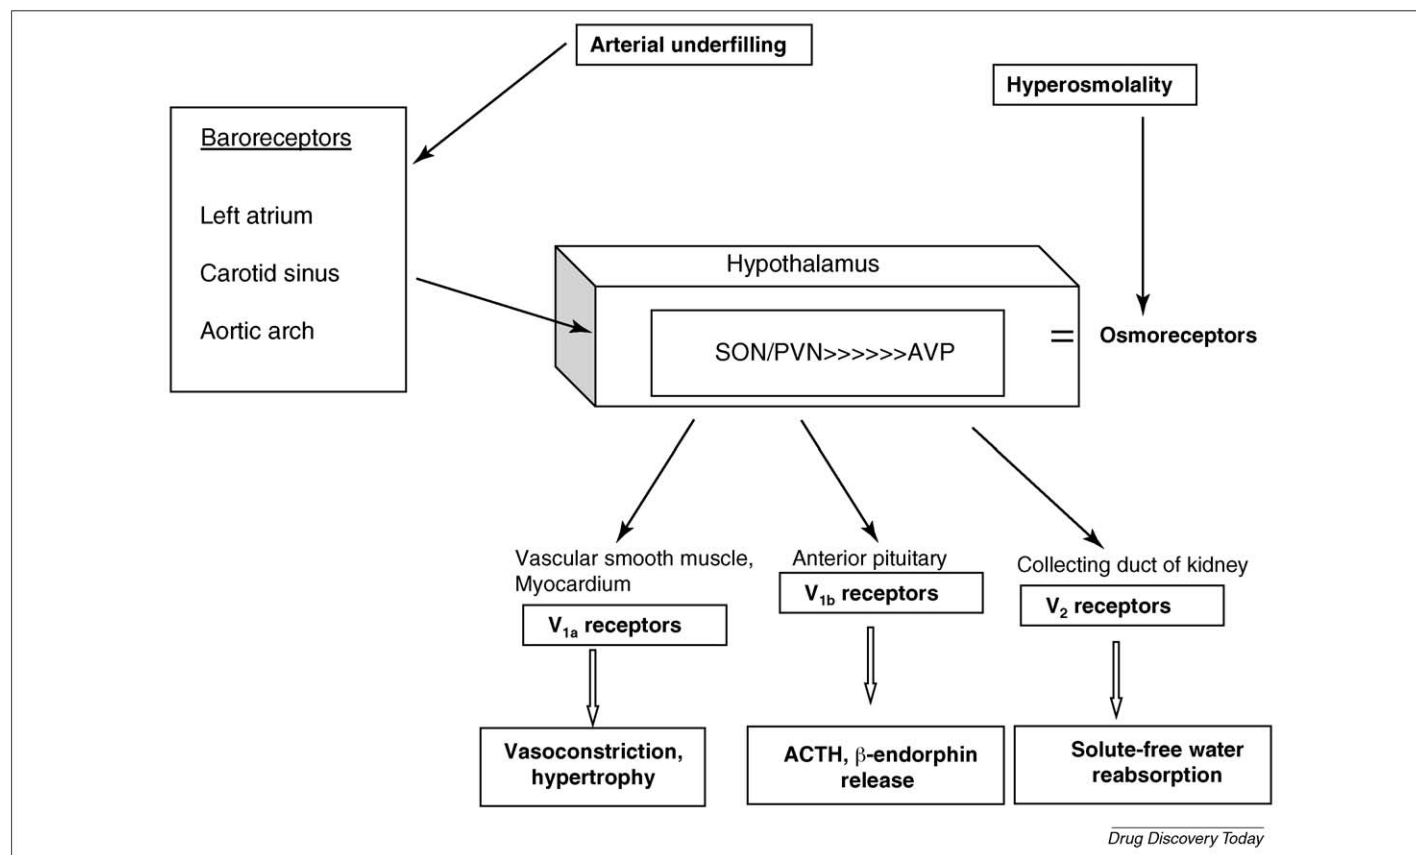 Arterial underfilling
Hyperosmolality
Baroreceptors
Left atrium
Carotid sinus
Aortic arch
Hypothalamus
SON/PVN>>>>>>AVP
=
Osmoreceptors
Vascular smooth muscle,
Myocardium
V1a receptors
Anterior pituitary
V1b receptors
Collecting duct of kidney
V2 receptors
Vasoconstriction,
hypertrophy
ACTH, β-endorphin
release
Solute-free water
reabsorption
Drug Discovery Today